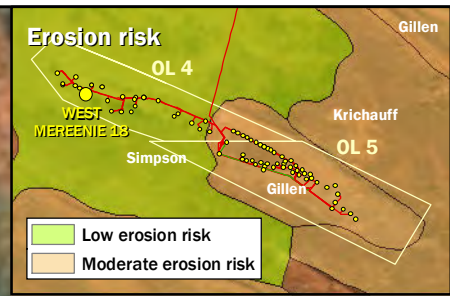 Erosion risk
Gillen
OL 4
WEST
MEREENIE 18
Krichauff
OL 5
Simpson
Gillen
Low erosion risk
Moderate erosion risk